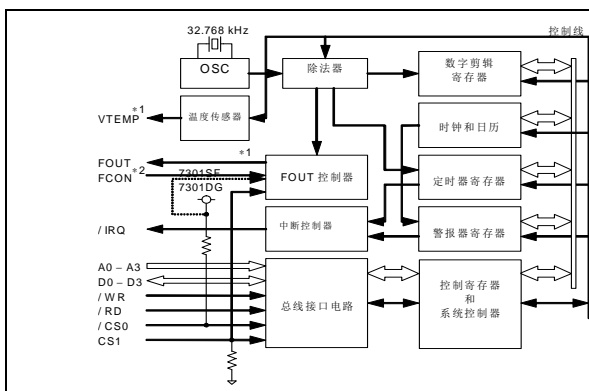 32.768 kHz
控制线
OSC
除法器
数字剪辑
寄存器
VTEMP *1
温度传感器
时钟和日历
*1
FOUT
FCON *2
7301SF
7301DG
FOUT 控制器
定时器寄存器
/ IRQ
中断控制器
警报器寄存器
A0 – A3
D0 – D3
/ WR
/ RD
/ CS0
CS1
总线接口电路
控制寄存器
和
系统控制器